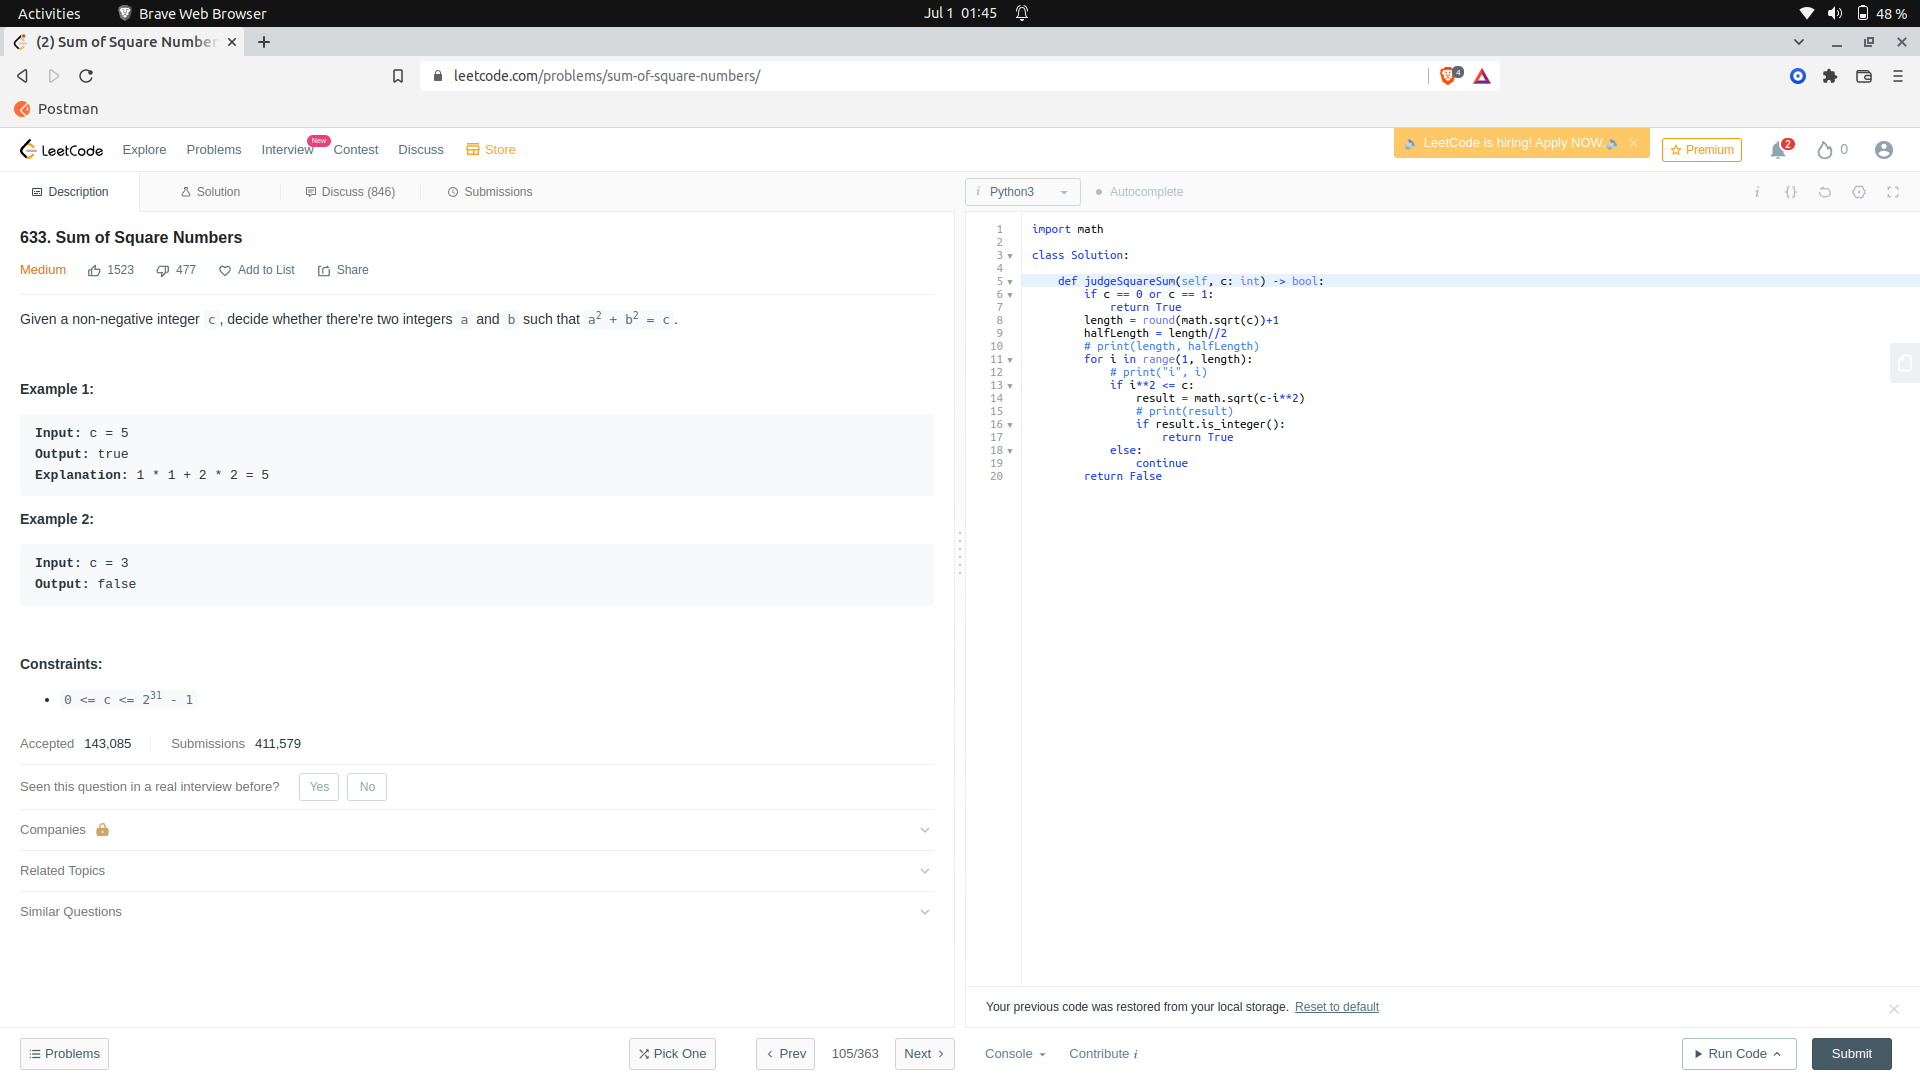 Activities Brave Web Browser Jul 1 01:45 48 %
(2) Sum of Square Number
leetcode.com/problems/sum-of-square-numbers/ 4
Postman
LeetCode Explore Problems Interview New Contest Discuss Store LeetCode is hiring! Apply NOW. Premium 2 0
Description Solution Discuss (846) Submissions
i Python3 Autocomplete i {}
633. Sum of Square Numbers
Medium 1523 477 Add to List Share
Given a non-negative integer c, decide whether there're two integers a and b such that a² + b² = c.
Example 1:
Input: c = 5
Output: true
Explanation: 1 * 1 + 2 * 2 = 5
Example 2:
Input: c = 3
Output: false
Constraints:
• 0 <= c <= 2³¹ - 1
Accepted 143,085 Submissions 411,579
Seen this question in a real interview before? Yes No
Companies
Related Topics
Similar Questions
1 import math
2
3 class Solution:
4
5     def judgeSquareSum(self, c: int) -> bool:
6         if c == 0 or c == 1:
7             return True
8         length = round(math.sqrt(c))+1
9         halfLength = length//2
10         # print(length, halfLength)
11         for i in range(1, length):
12             # print("i", i)
13             if i**2 <= c:
14                 result = math.sqrt(c-i**2)
15                 # print(result)
16                 if result.is_integer():
17                     return True
18             else:
19                 continue
20         return False
Your previous code was restored from your local storage. Reset to default
Problems Pick One Prev 105/363 Next Console Contribute i Run Code Submit